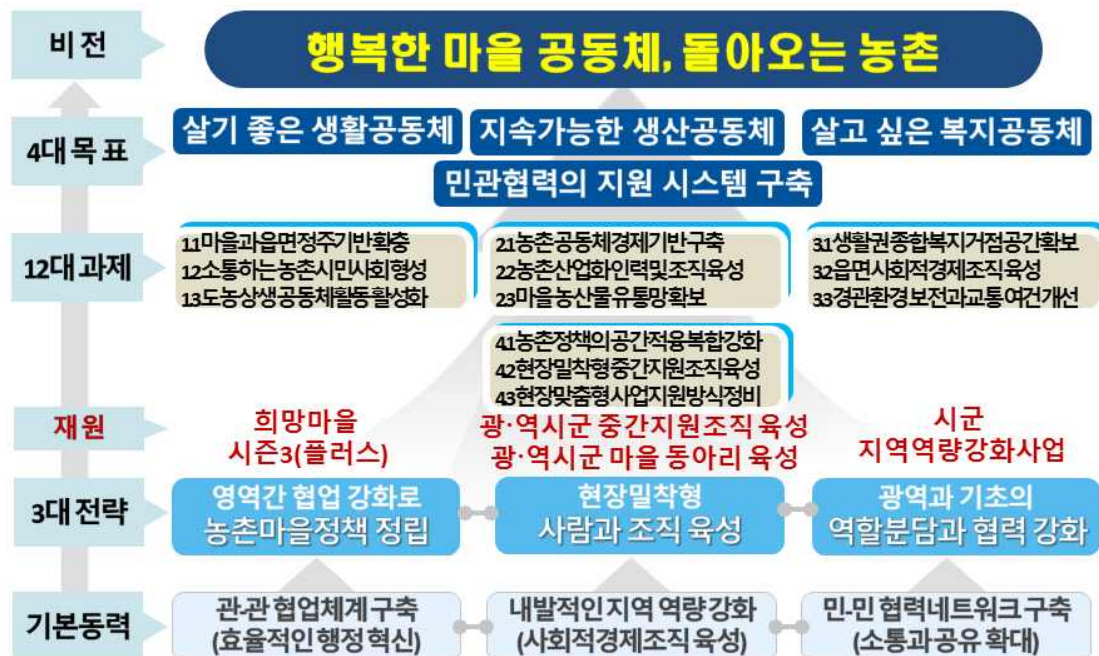 비전
행복한 마을 공동체, 돌아오는 농촌
4대 목표
살기 좋은 생활공동체
지속가능한 생산공동체
살고 싶은 복지공동체
민관협력의 지원 시스템 구축
12대 과제
1.1마을과읍면정주기반확충
1.2소통하는농촌시민사회형성
1.3도농상생공동체활동활성화
2.1농촌공동체경제기반구축
2.2농촌산업화인력및조직육성
2.3마을농산물유통망확보
3.1생활권종합복지거점공간확보
3.2읍면사회적경제조직육성
3.3경관환경보전과교통여건개선
4.1농촌정책의공간적융복합강화
4.2현장밀착형중간지원조직육성
4.3현장맞춤형사업지원방식정비
재원
희망마을
시즌3(플러스)
광·역시군 중간지원조직 육성
광·역시군 마을 동아리 육성
시군
지역역량강화사업
3대 전략
영역간 협업 강화로
농촌마을정책 정립
현장밀착형
사람과 조직 육성
광역과 기초의
역할분담과 협력 강화
기본동력
관-관 협업체계 구축
(효율적인 행정 혁신)
내발적인 지역 역량 강화
(사회적경제조직 육성)
민-민 협력네트워크 구축
(소통과 공유 확대)